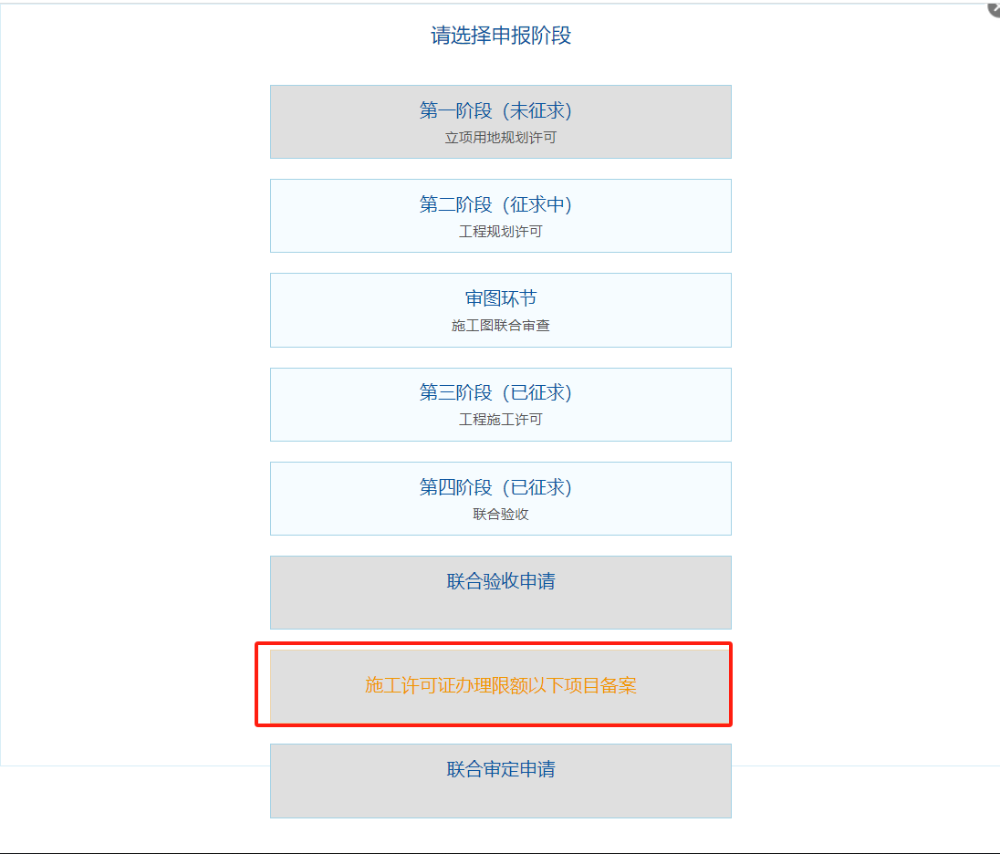 请选择申报阶段
第一阶段（未征求）
立项用地规划许可
第二阶段（征求中）
工程规划许可
审图环节
施工图联合审查
第三阶段（已征求）
工程施工许可
第四阶段（已征求）
联合验收
联合验收申请
施工许可证办理限额以下项目备案
联合审定申请